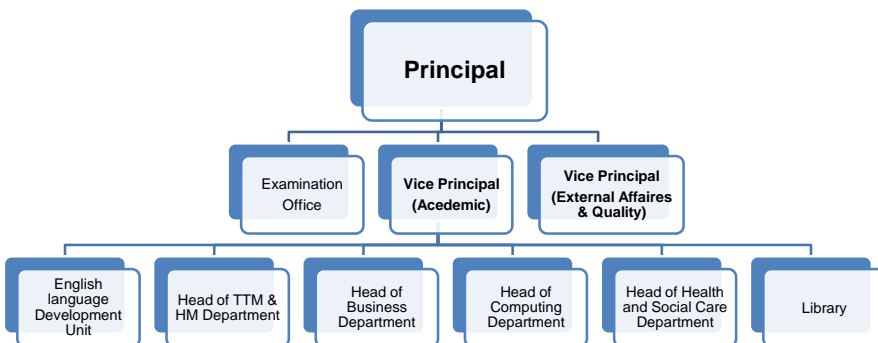 Principal
Examination
Office
Vice Principal
(Acedemic)
Vice Principal
(External Affaires
& Quality)
English
language
Development
Unit
Head of TTM &
HM Department
Head of
Business
Department
Head of
Computing
Department
Head of Health
and Social Care
Department
Library